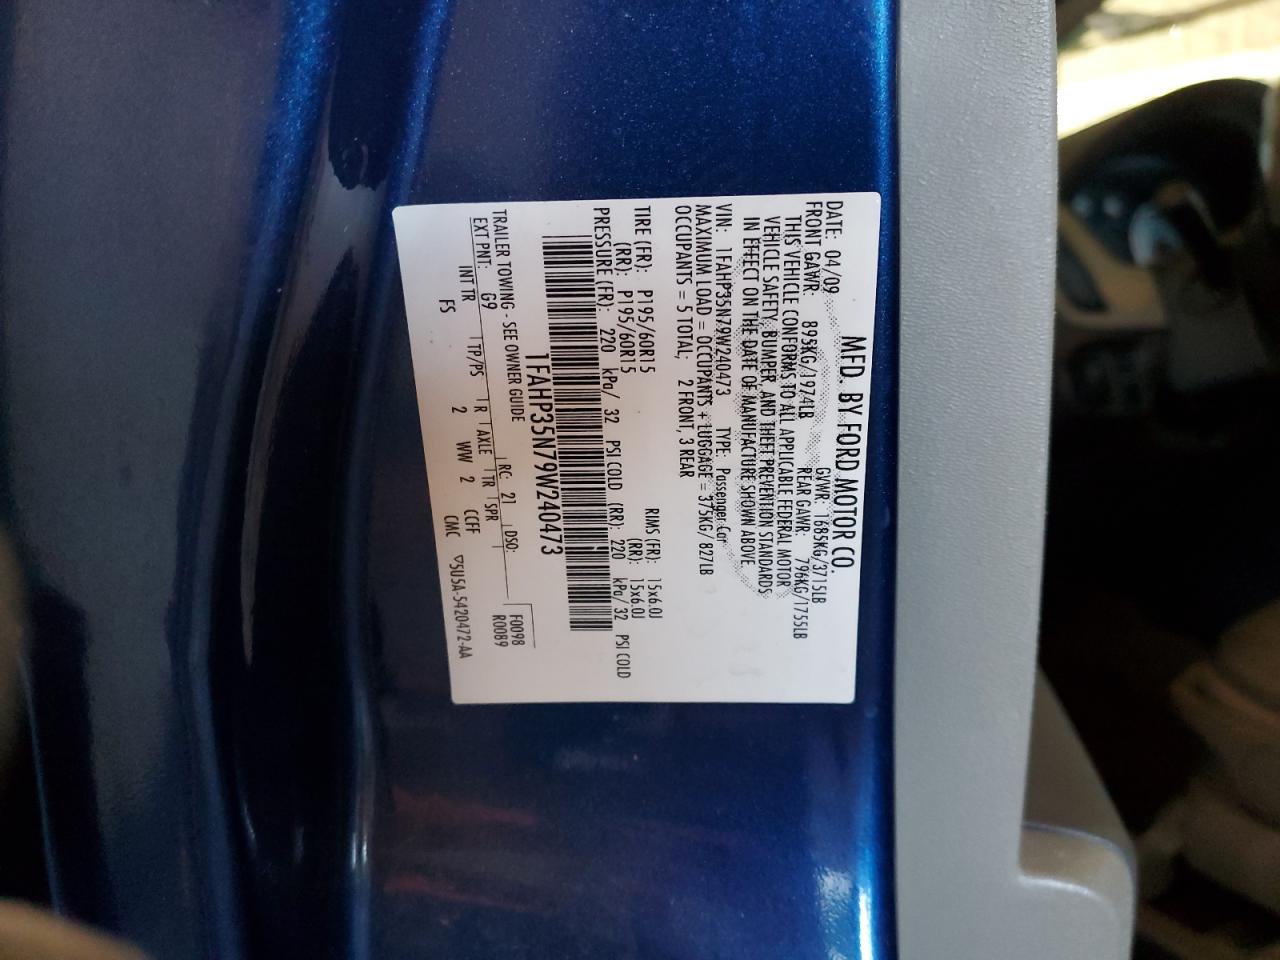 MFD. BY FORD MOTOR CO.
DATE: 04/09 GVWR: 1685KG/3715LB
FRONT GAWR: 895KG/1974LB REAR GAWR: 796KG/1755LB
THIS VEHICLE CONFORMS TO ALL APPLICABLE FEDERAL MOTOR
VEHICLE SAFETY, BUMPER, AND THEFT PREVENTION STANDARDS
IN EFFECT ON THE DATE OF MANUFACTURE SHOWN ABOVE.
VIN: 1FAHP35N79W240473 TYPE: Passenger Car
MAXIMUM LOAD = OCCUPANTS + LUGGAGE = 375KG/ 827LB
OCCUPANTS = 5 TOTAL; 2 FRONT, 3 REAR
TIRE (FR): P195/60R15 RIMS (FR): 15x6.0J
(RR): P195/60R15 (RR): 15x6.0J
PRESSURE (FR): 220 kPa/ 32 PSI COLD (RR): 220 kPa/ 32 PSI COLD
1FAHP35N79W240473
TRAILER TOWING - SEE OWNER GUIDE F0098
EXT PNT: G9 RC: 21 DSO: R0089
INT TR TP/PS R AXLE TR SPR
FS 2 WW 2 CCFF CMC ▽5U5A-5420472-AA